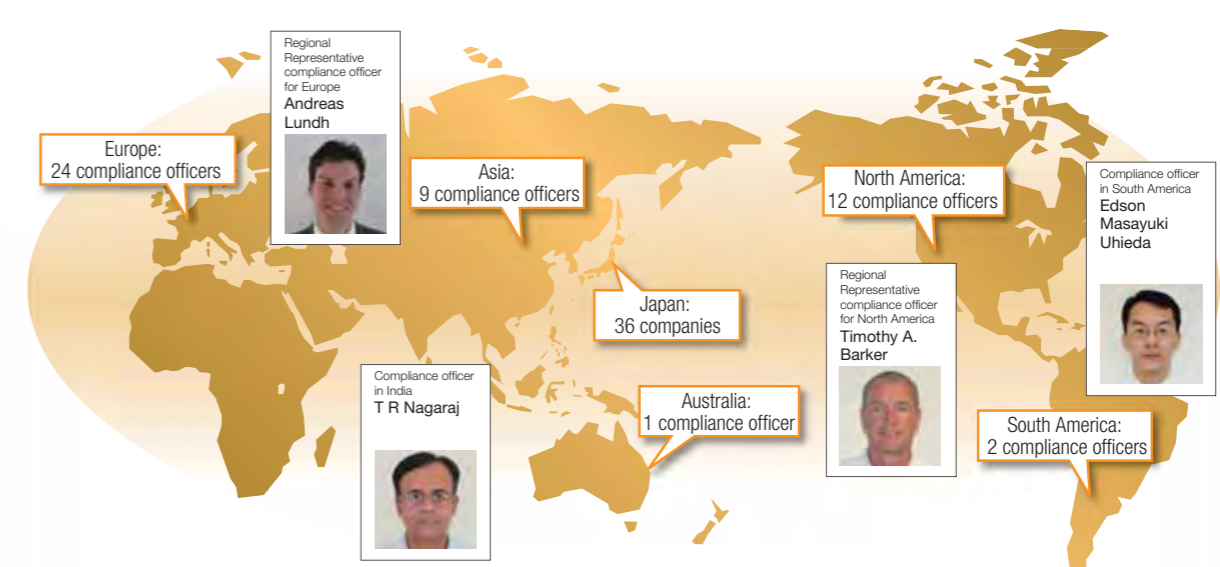 Regional
Representative
compliance officer
for Europe
Andreas
Lundh
Europe:
24 compliance officers
Asia:
9 compliance officers
North America:
12 compliance officers
Compliance officer
in South America
Edson
Masayuki
Uhieda
Japan:
36 companies
Regional
Representative
compliance officer
for North America
Timothy A.
Barker
Compliance officer
in India
T R Nagaraj
Australia:
1 compliance officer
South America:
2 compliance officers